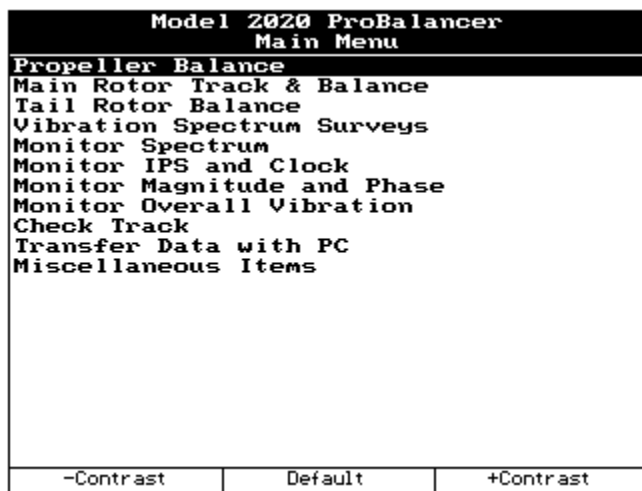 Model 2020 ProBalancer
Main Menu
Propeller Balance
Main Rotor Track & Balance
Tail Rotor Balance
Vibration Spectrum Surveys
Monitor Spectrum
Monitor IPS and Clock
Monitor Magnitude and Phase
Monitor Overall Vibration
Check Track
Transfer Data with PC
Miscellaneous Items
-Contrast Default +Contrast